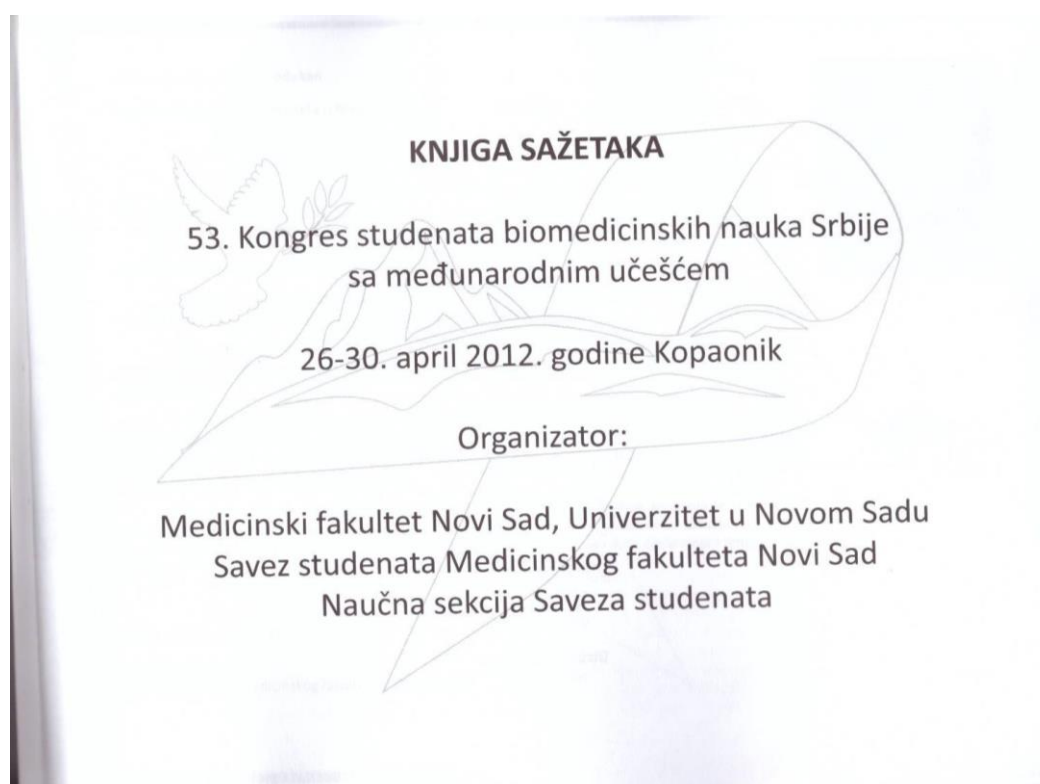 KNJIGA SAŽETAKA
53. Kongres studenata biomedicinskih nauka Srbije
sa međunarodnim učešćem
26-30. april 2012. godine Kopaonik
Organizator:
Medicinski fakultet Novi Sad, Univerzitet u Novom Sadu
Savez studenata Medicinskog fakulteta Novi Sad
Naučna sekcija Saveza studenata